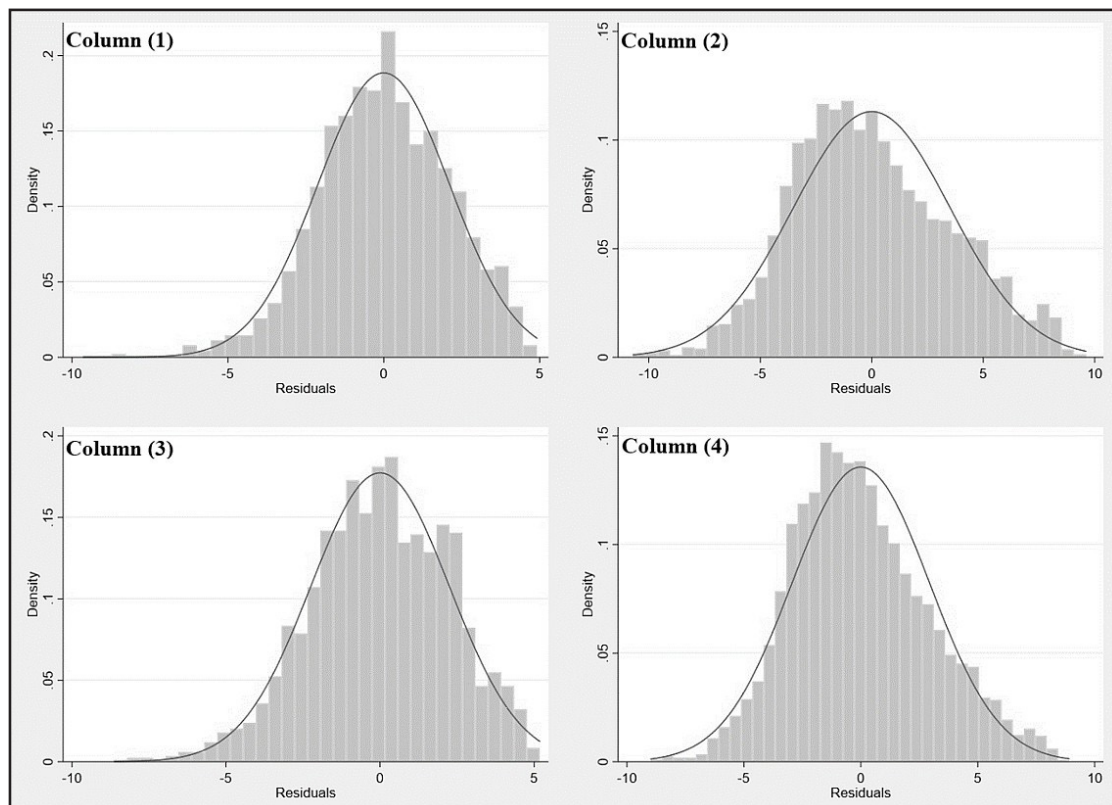 Column (1)
Density
0 .05 .1 .15 .2
-10 -5 0 5
Residuals
Column (2)
Density
0 .05 .1 .15
-10 -5 0 5 10
Residuals
Column (3)
Density
0 .05 .1 .15 .2
-10 -5 0 5
Residuals
Column (4)
Density
0 .05 .1 .15
-10 -5 0 5 10
Residuals